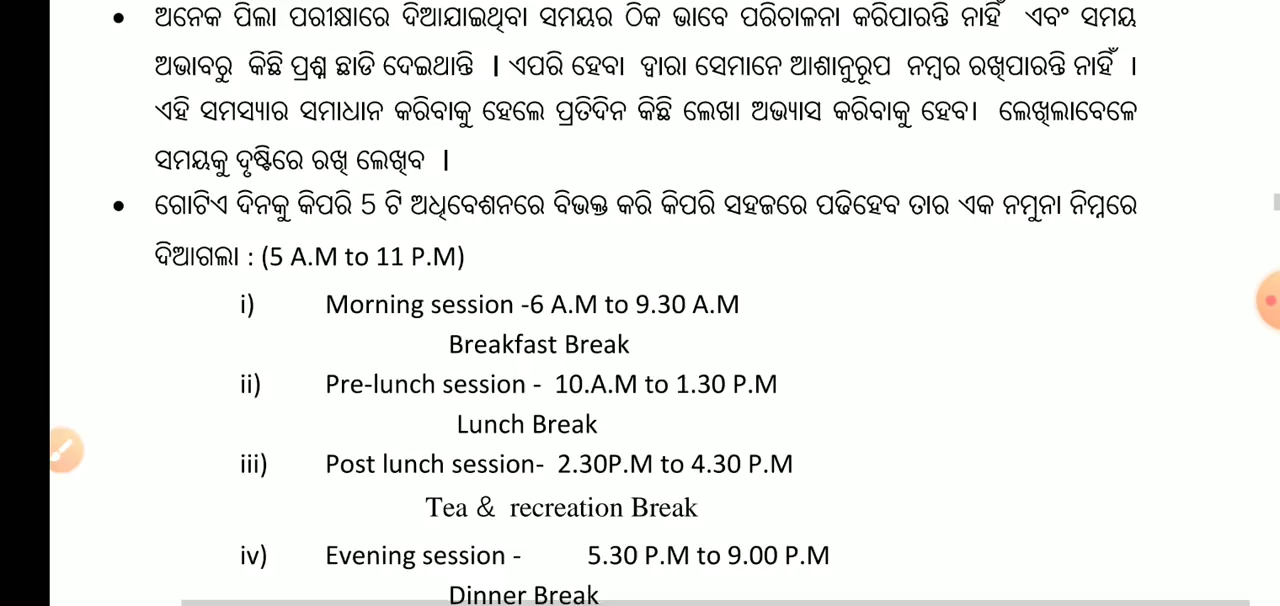 • ଅନେକ ପିଲା ପରୀକ୍ଷାରେ ଦିଆଯାଇଥିବା ସମୟର ଠିକ ଭାବେ ପରିଚାଳନା କରିପାରନ୍ତି ନାହିଁ ଏବଂ ସମୟ
ଅଭାବରୁ କିଛି ପ୍ରଶ୍ନ ଛାଡି ଦେଇଥାନ୍ତି । ଏପରି ହେବା ଦ୍ୱାରା ସେମାନେ ଆଶାନୁରୂପ ନମ୍ବର ରଖିପାରନ୍ତି ନାହିଁ ।
ଏହି ସମସ୍ୟାର ସମାଧାନ କରିବାକୁ ହେଲେ ପ୍ରତିଦିନ କିଛି ଲେଖା ଅଭ୍ୟାସ କରିବାକୁ ହେବ। ଲେଖିଲାବେଳେ
ସମୟକୁ ଦୃଷ୍ଟିରେ ରଖି ଲେଖିବ ।
• ଗୋଟିଏ ଦିନକୁ କିପରି 5 ଟି ଅଧିବେଶନରେ ବିଭକ୍ତ କରି କିପରି ସହଜରେ ପଢିହେବ ତାର ଏକ ନମୁନା ନିମ୍ନରେ
ଦିଆଗଲା : (5 A.M to 11 P.M)
i) Morning session -6 A.M to 9.30 A.M
Breakfast Break
ii) Pre-lunch session - 10.A.M to 1.30 P.M
Lunch Break
iii) Post lunch session- 2.30P.M to 4.30 P.M
Tea & recreation Break
iv) Evening session - 5.30 P.M to 9.00 P.M
Dinner Break